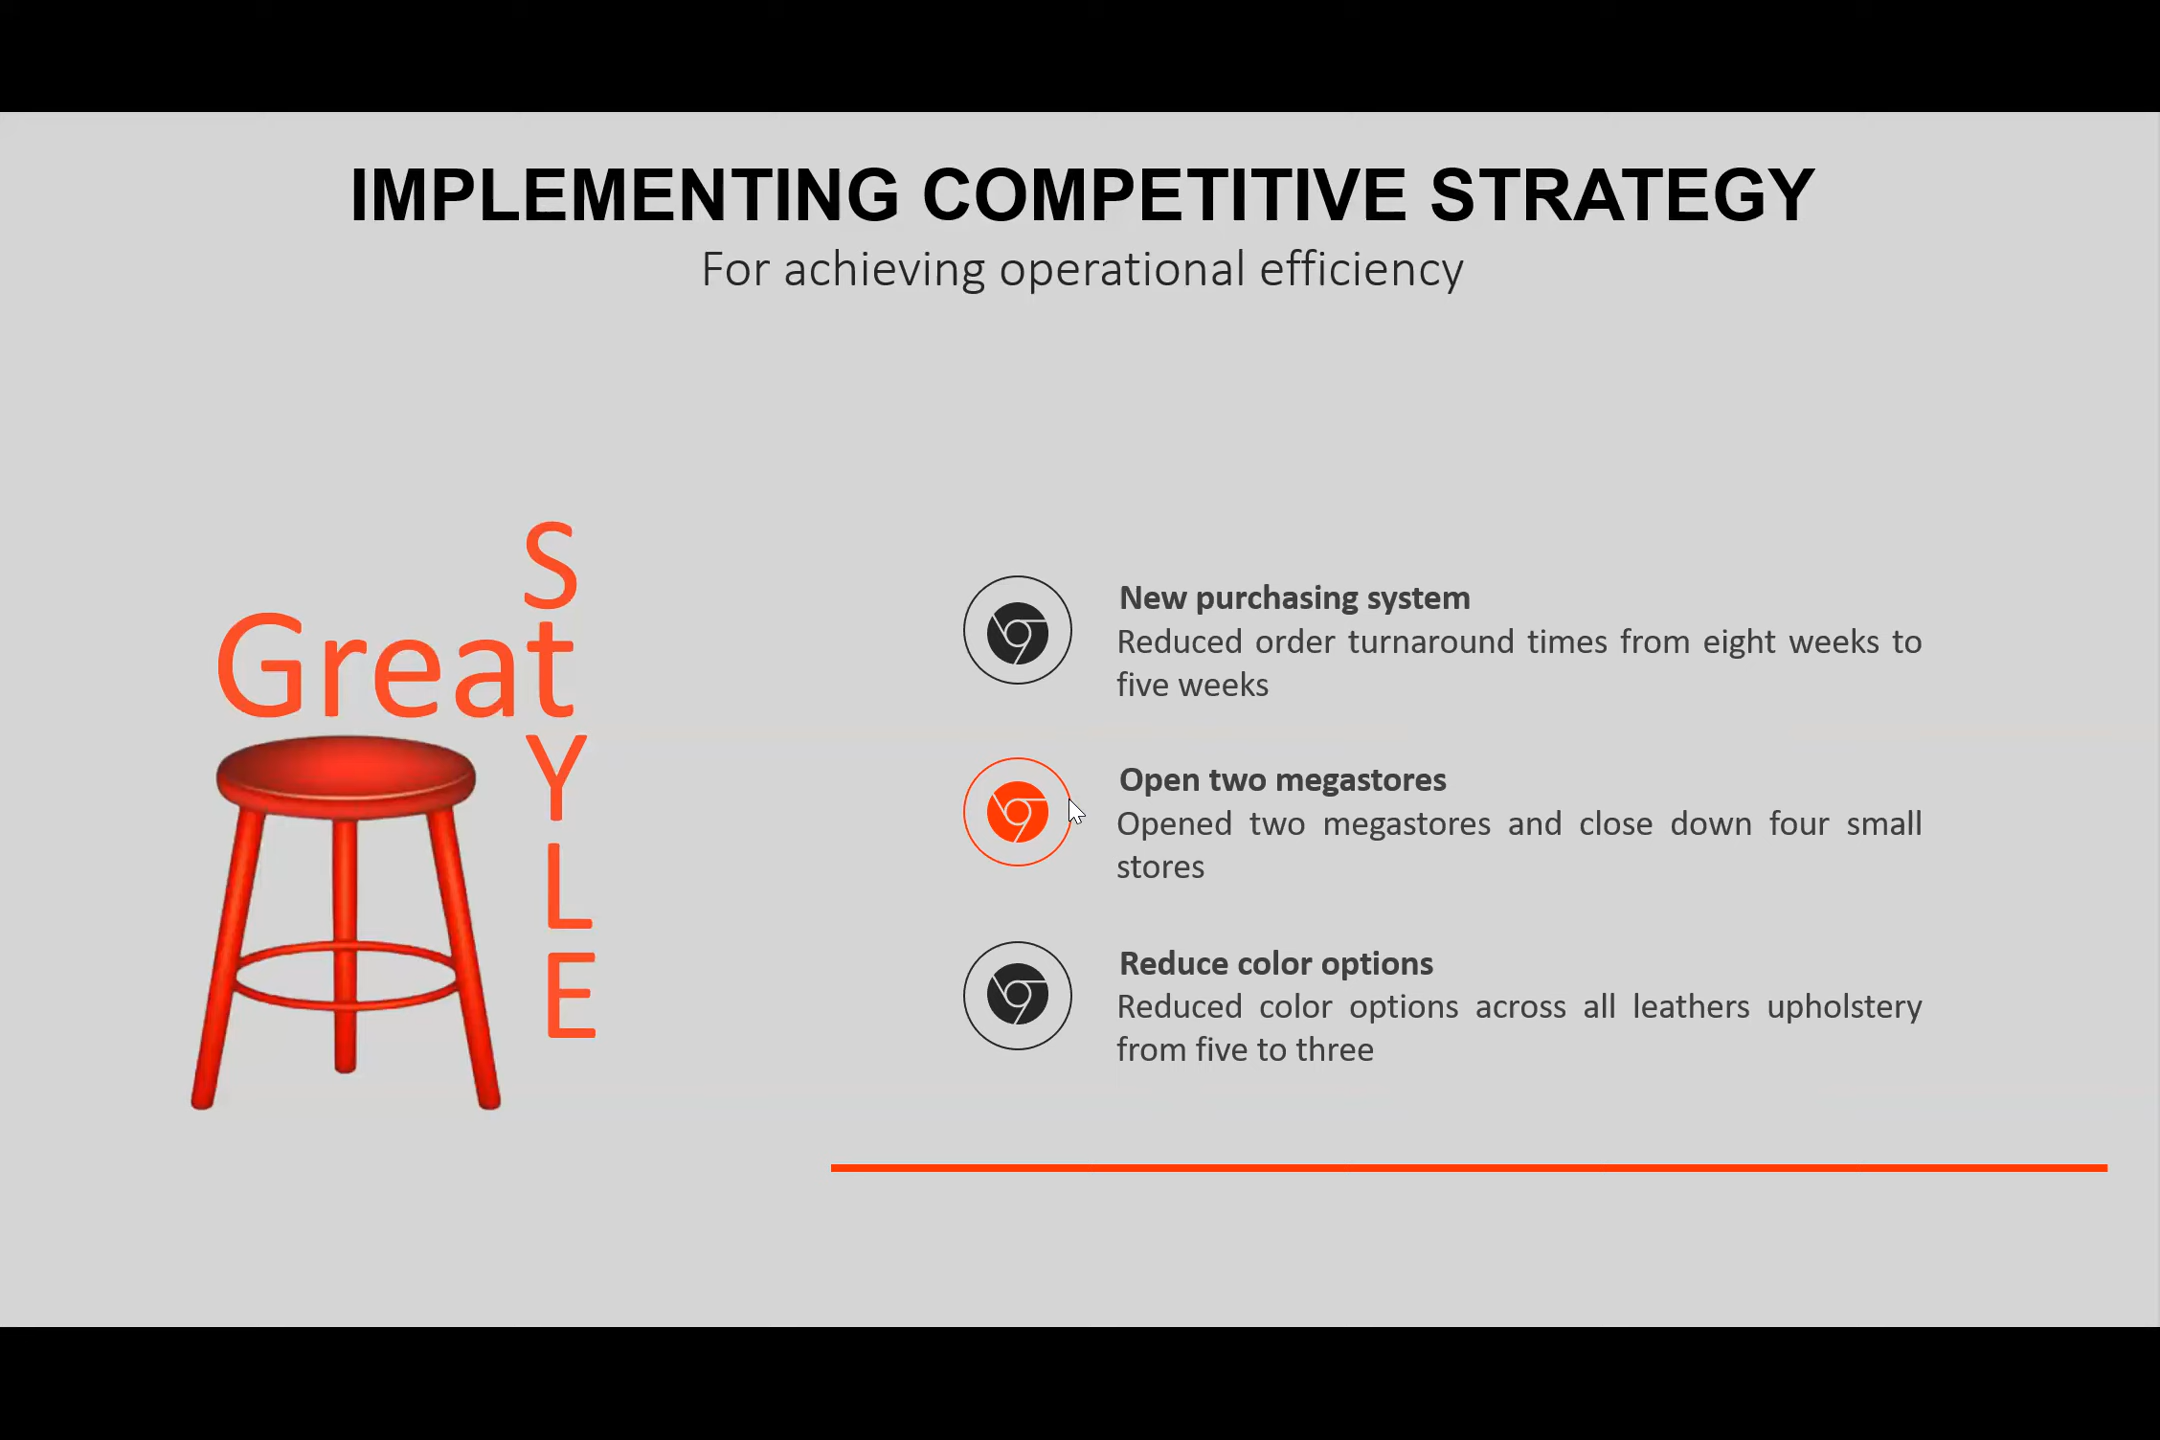 IMPLEMENTING COMPETITIVE STRATEGY
For achieving operational efficiency
Great
StYLE
New purchasing system
Reduced order turnaround times from eight weeks to
five weeks
Open two megastores
Opened two megastores and close down four small
stores
Reduce color options
Reduced color options across all leathers upholstery
from five to three